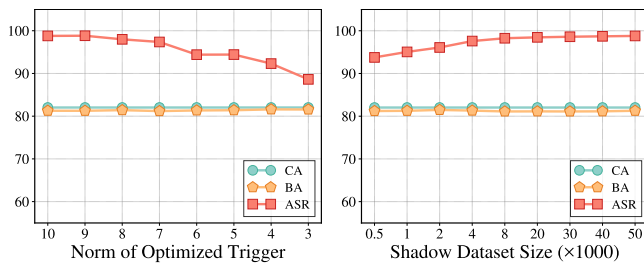 100
90
80
70
60
CA
BA
ASR
10 9 8 7 6 5 4 3
Norm of Optimized Trigger
100
90
80
70
60
CA
BA
ASR
0.5 1 2 4 8 20 30 40 50
Shadow Dataset Size (×1000)